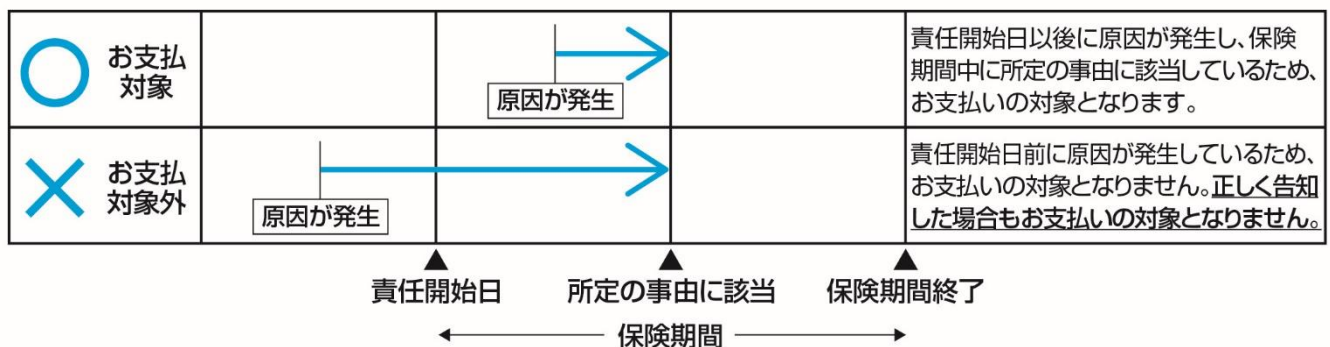 お支払
対象
原因が発生
責任開始日以後に原因が発生し、保険
期間中に所定の事由に該当しているため、
お支払いの対象となります。
お支払
対象外
原因が発生
責任開始日前に原因が発生しているため、
お支払いの対象となりません。正しく告知
した場合もお支払いの対象となりません。
責任開始日
所定の事由に該当
保険期間終了
保険期間